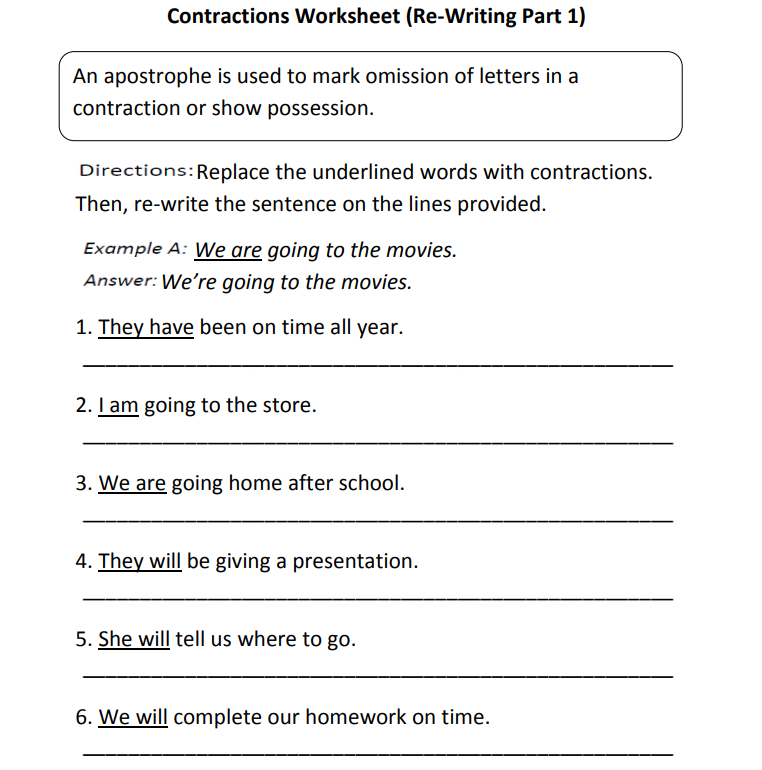 Contractions Worksheet (Re-Writing Part 1)
An apostrophe is used to mark omission of letters in a
contraction or show possession.
Directions: Replace the underlined words with contractions.
Then, re-write the sentence on the lines provided.
Example A: We are going to the movies.
Answer: We’re going to the movies.
1. They have been on time all year.
2. I am going to the store.
3. We are going home after school.
4. They will be giving a presentation.
5. She will tell us where to go.
6. We will complete our homework on time.